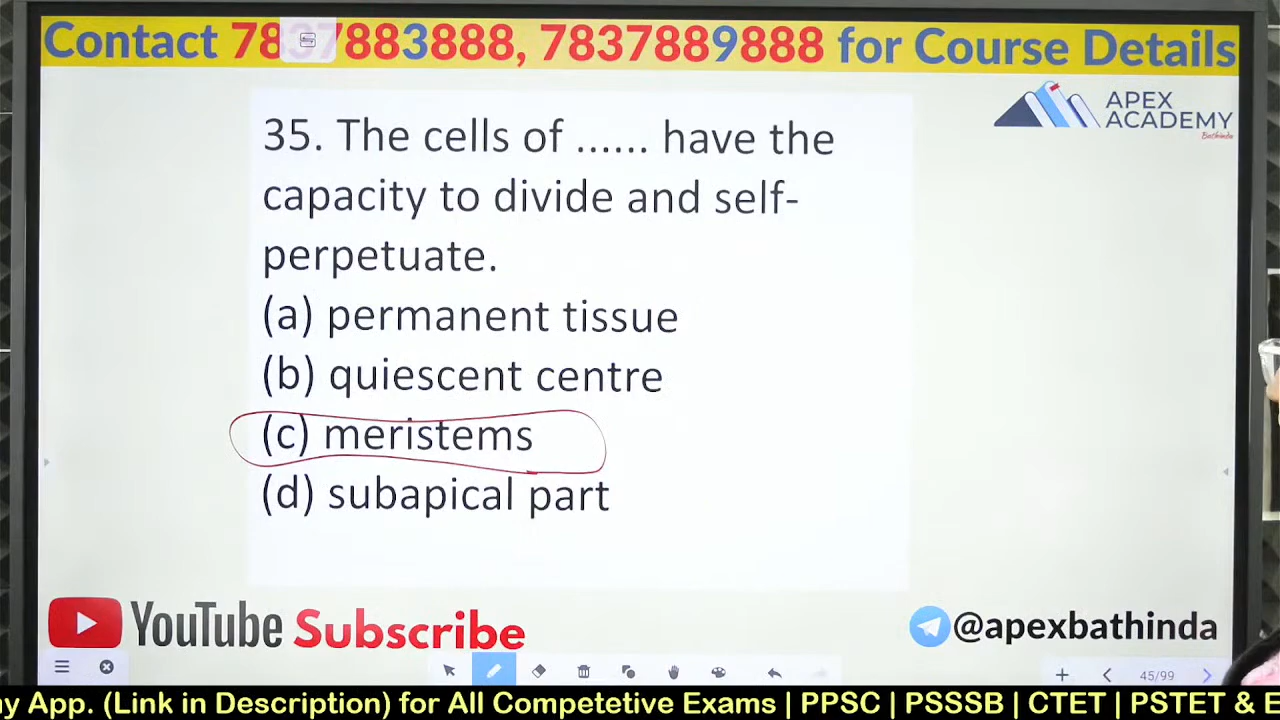 Contact 7837883888, 7837889888 for Course Details
APEX
ACADEMY
Bathinda
35. The cells of ...... have the
capacity to divide and self-
perpetuate.
(a) permanent tissue
(b) quiescent centre
(c) meristems
(d) subapical part
YouTube Subscribe
@apexbathinda
45/99
y App. (Link in Description) for All Competetive Exams | PPSC | PSSSB | CTET | PSTET & E